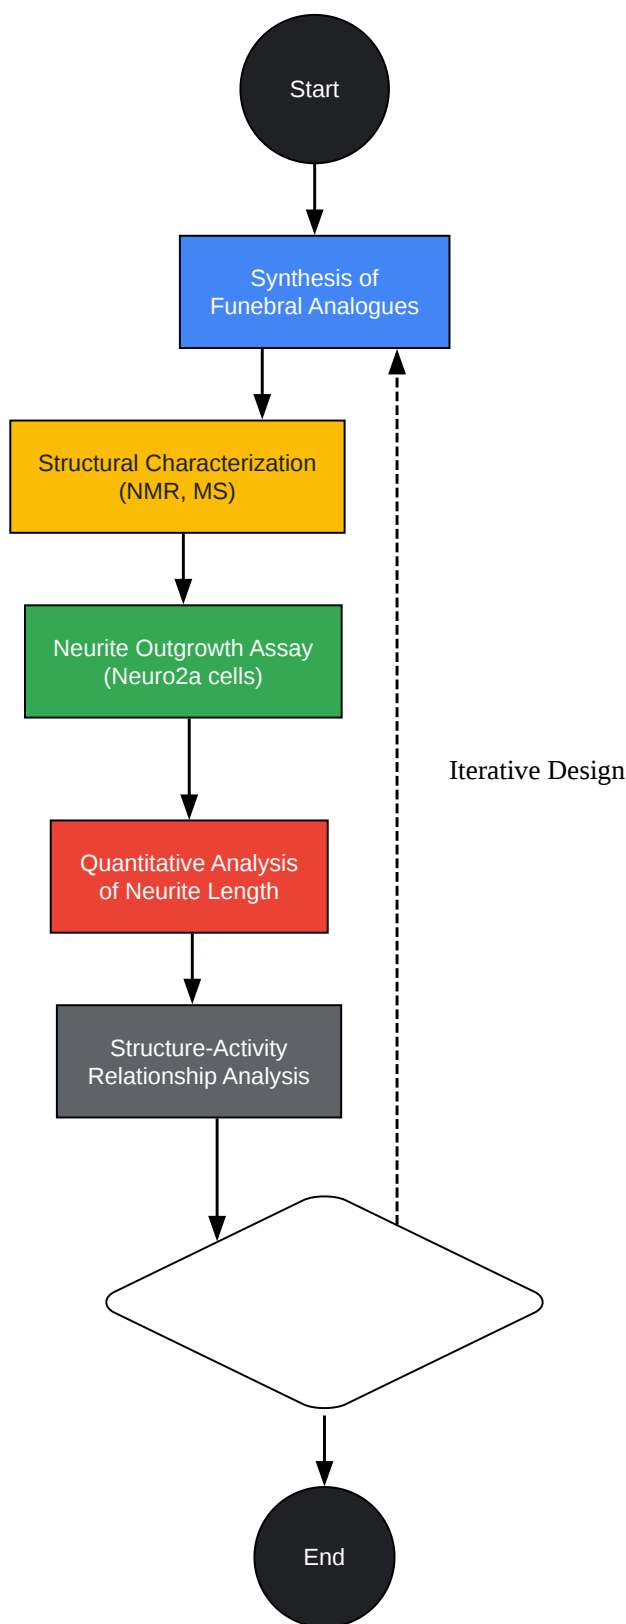 Start
Synthesis of
Funebral Analogues
Structural Characterization
(NMR, MS)
Neurite Outgrowth Assay
(Neuro2a cells)
Iterative Design
Quantitative Analysis
of Neurite Length
Structure-Activity
Relationship Analysis
End